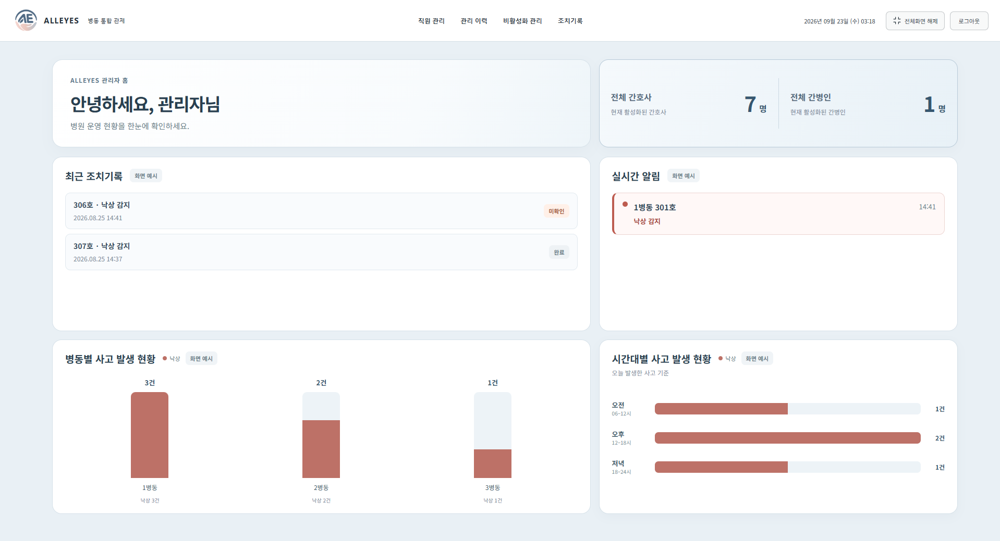 AE ALLEYES 병동 통합 관제
직원 관리 관리 이력 비활성화 관리 조치기록
2026년 09월 23일 (수) 03:18 전체화면 해제 로그아웃
ALLEYES 관리자 홈
안녕하세요, 관리자님
병원 운영 현황을 한눈에 확인하세요.
전체 간호사
현재 활성화된 간호사
7 명
전체 간병인
현재 활성화된 간병인
1 명
최근 조치기록 화면 예시
306호 · 낙상 감지
2026.08.25 14:41
미확인
307호 · 낙상 감지
2026.08.25 14:37
완료
실시간 알림 화면 예시
1병동 301호 14:41
낙상 감지
병동별 사고 발생 현황 낙상 화면 예시
3건 2건 1건
1병동 2병동 3병동
낙상 3건 낙상 2건 낙상 1건
시간대별 사고 발생 현황 낙상 화면 예시
오늘 발생한 사고 기준
오전
06–12시
1건
오후
12–18시
2건
저녁
18–24시
1건